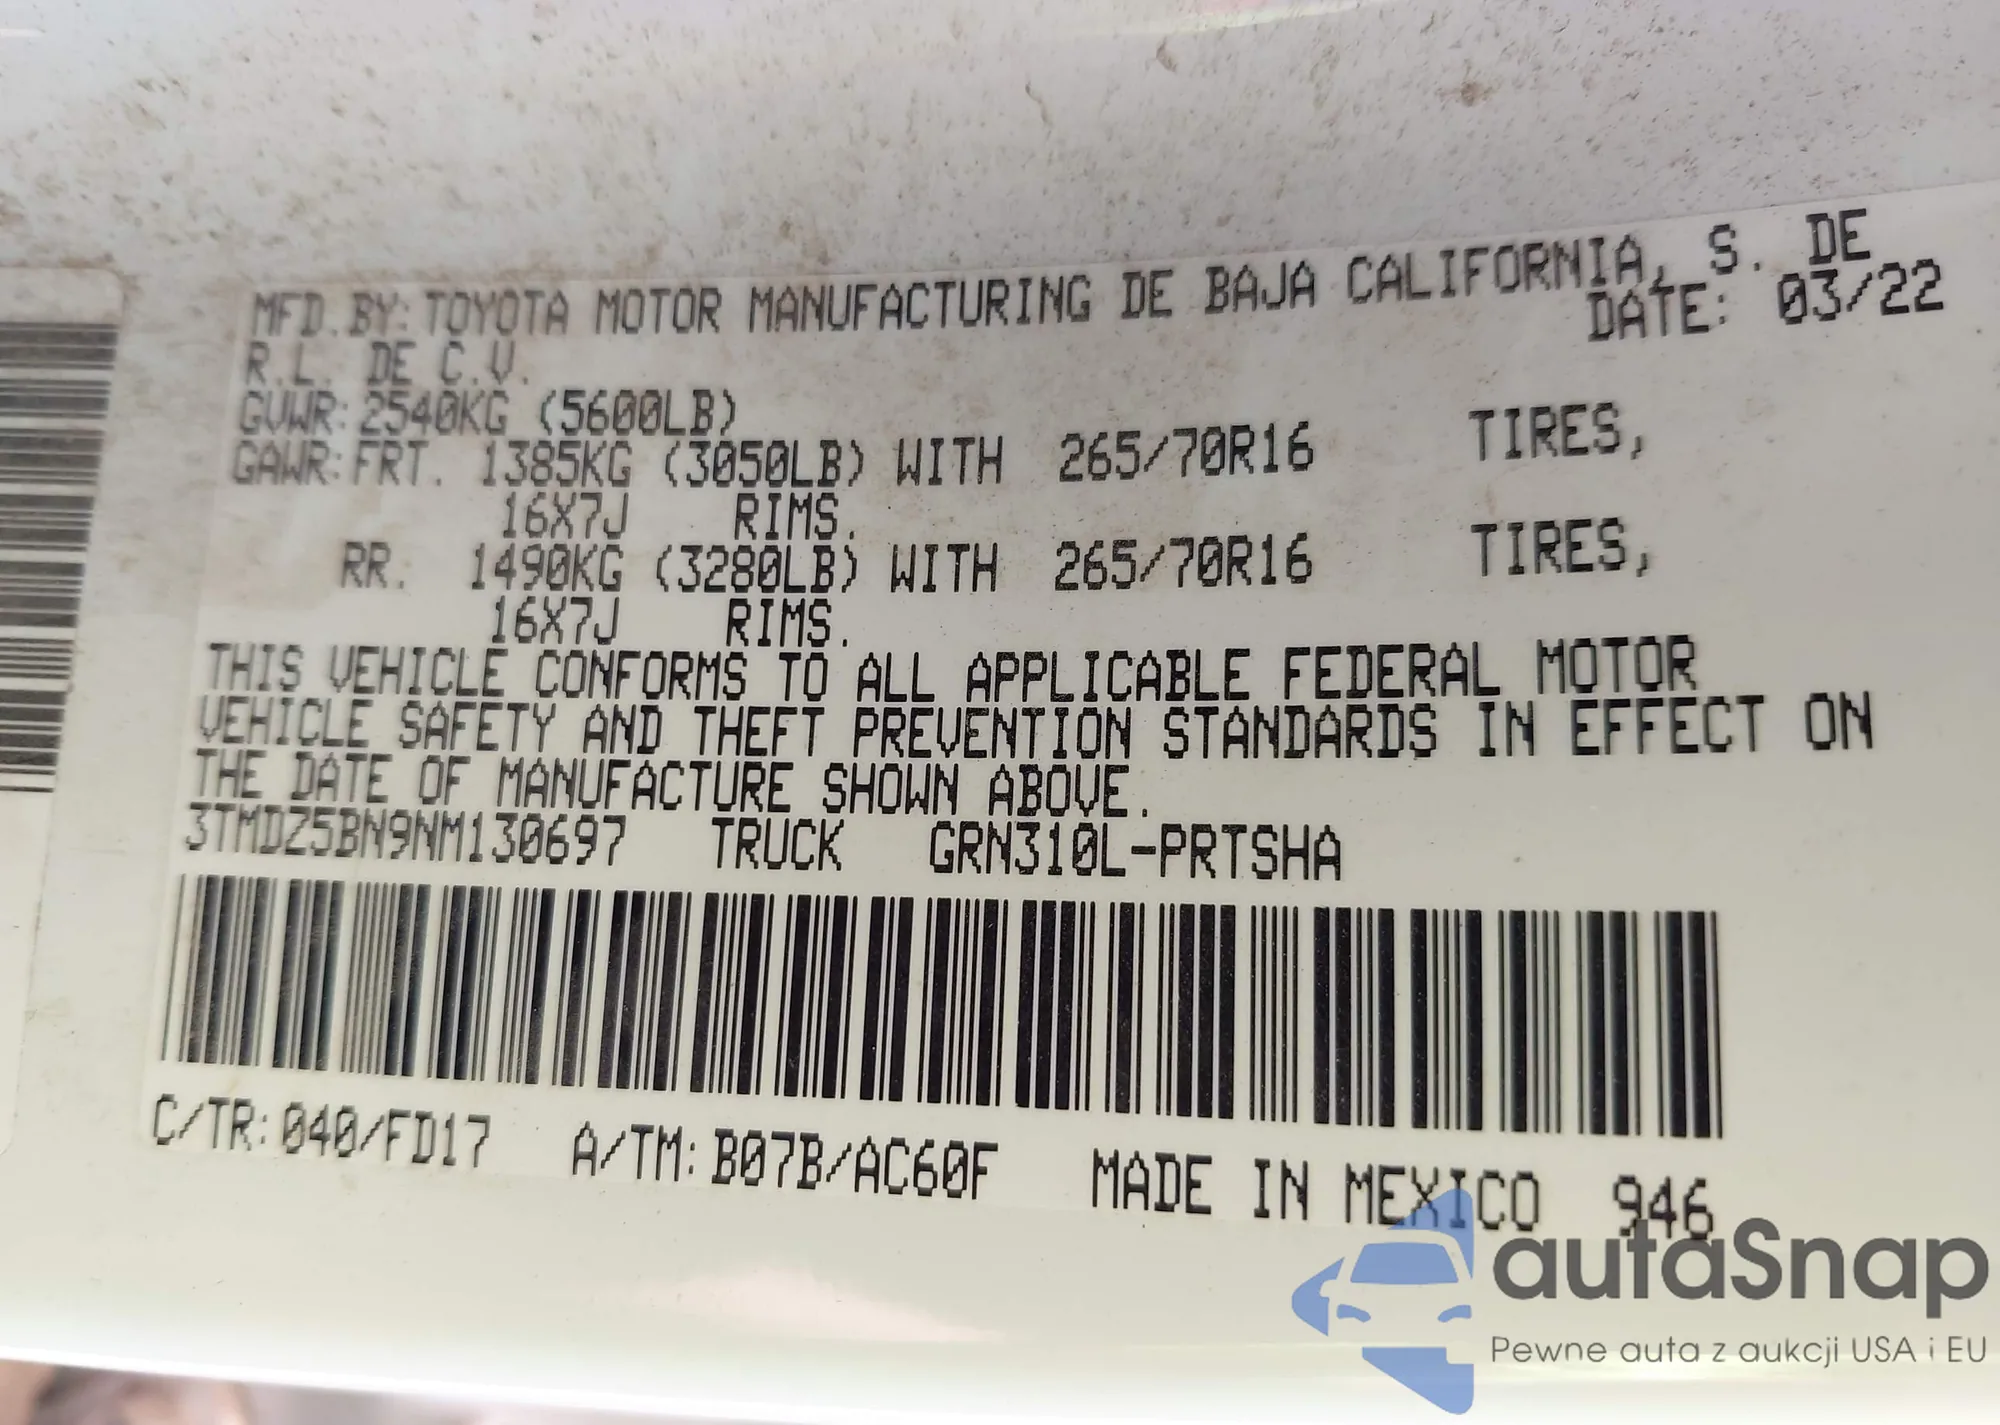 MFD.BY:TOYOTA MOTOR MANUFACTURING DE BAJA CALIFORNIA, S. DE
R.L. DE C.V. DATE: 03/22
GVWR:2540KG (5600LB)
GAWR:FRT. 1385KG (3050LB) WITH 265/70R16 TIRES,
16X7J RIMS.
RR. 1490KG (3280LB) WITH 265/70R16 TIRES,
16X7J RIMS.
THIS VEHICLE CONFORMS TO ALL APPLICABLE FEDERAL MOTOR
VEHICLE SAFETY AND THEFT PREVENTION STANDARDS IN EFFECT ON
THE DATE OF MANUFACTURE SHOWN ABOVE.
3TMDZ5BN9NM130697 TRUCK GRN310L-PRTSHA
C/TR:040/FD17 A/TM:B07B/AC60F MADE IN MEXICO 946
autaSnap
Pewne auta z aukcji USA i EU